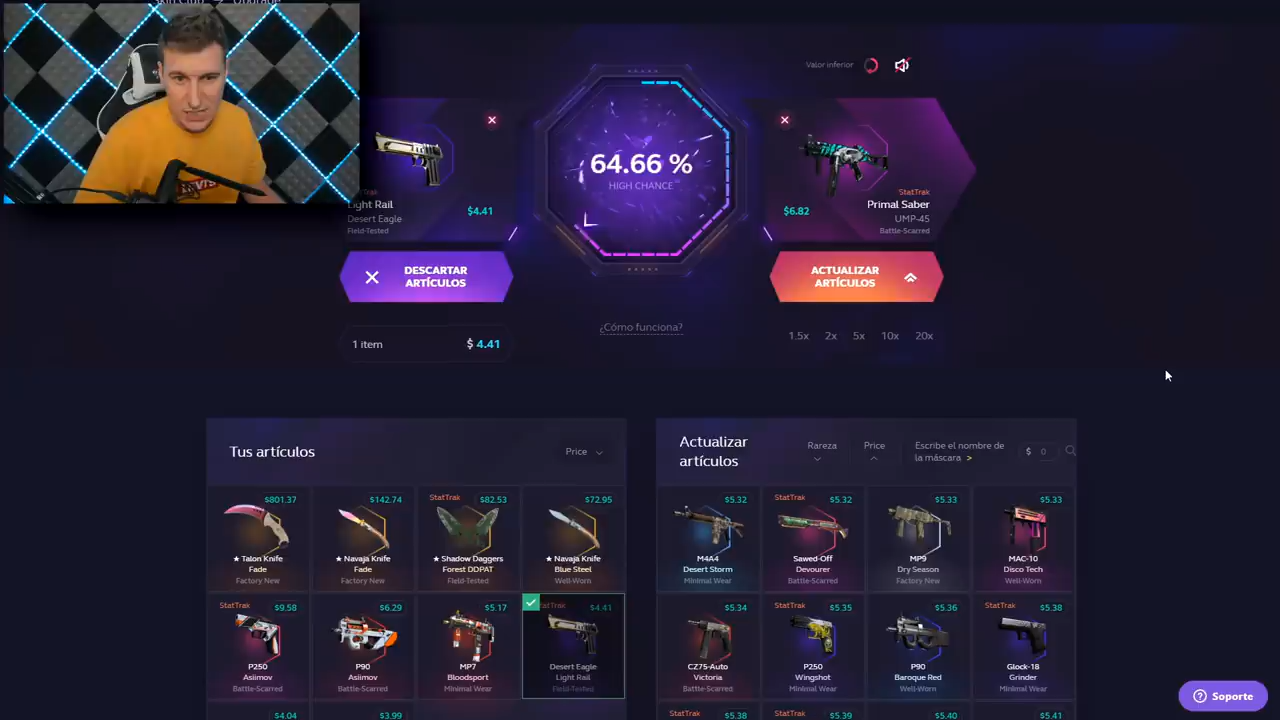 Skin Club → Upgrade
Valor inferior
64.66 %
HIGH CHANCE
StatTrak
Light Rail
Desert Eagle
Field-Tested
$4.41
$6.82
StatTrak
Primal Saber
UMP-45
Battle-Scarred
DESCARTAR
ARTÍCULOS
ACTUALIZAR
ARTÍCULOS
1 item
$ 4.41
¿Cómo funciona?
1.5x 2x 5x 10x 20x
Tus artículos
Price
Actualizar
artículos
Rareza
Price
Escribe el nombre de
la máscara >
$ 0
$801.37
★ Talon Knife
Fade
Factory New
$142.74
★ Navaja Knife
Fade
Factory New
StatTrak $82.53
★ Shadow Daggers
Forest DDPAT
Field-Tested
$72.95
★ Navaja Knife
Blue Steel
Well-Worn
$5.32
M4A4
Desert Storm
Minimal Wear
StatTrak $5.32
Sawed-Off
Devourer
Battle-Scarred
$5.33
MP9
Dry Season
Factory New
$5.33
MAC-10
Disco Tech
Well-Worn
StatTrak $9.58
P250
Asiimov
Battle-Scarred
$6.29
P90
Asiimov
Battle-Scarred
StatTrak $5.17
MP7
Bloodsport
Minimal Wear
StatTrak $4.41
Desert Eagle
Light Rail
Field-Tested
$5.34
CZ75-Auto
Victoria
Battle-Scarred
$5.35
P250
Wingshot
Minimal Wear
$5.36
P90
Baroque Red
Well-Worn
StatTrak $5.38
Glock-18
Grinder
Minimal Wear
$4.04
$3.99
StatTrak $5.38
StatTrak $5.39
$5.40
$5.41
Soporte